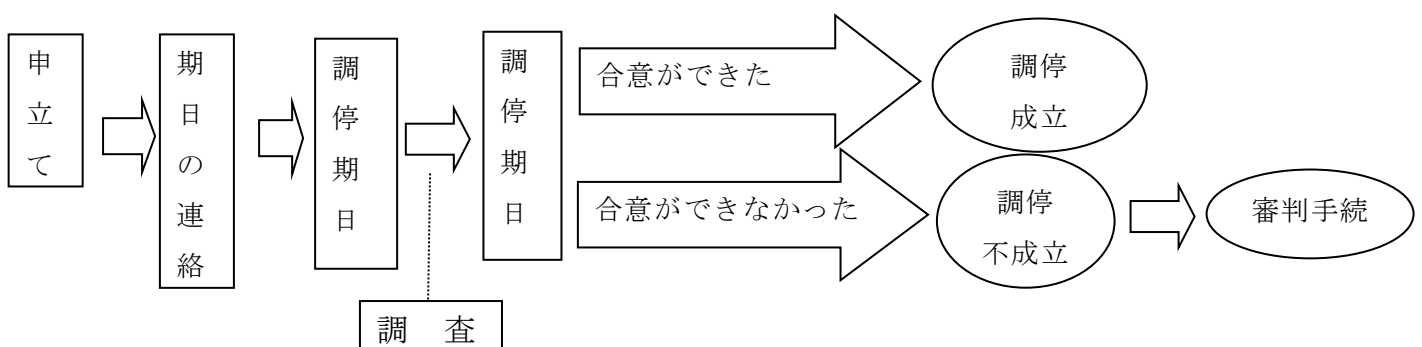 申立て
期日の連絡
調停期日
調停期日
合意ができた
調停
成立
合意ができなかった
調停
不成立
審判手続
調　査